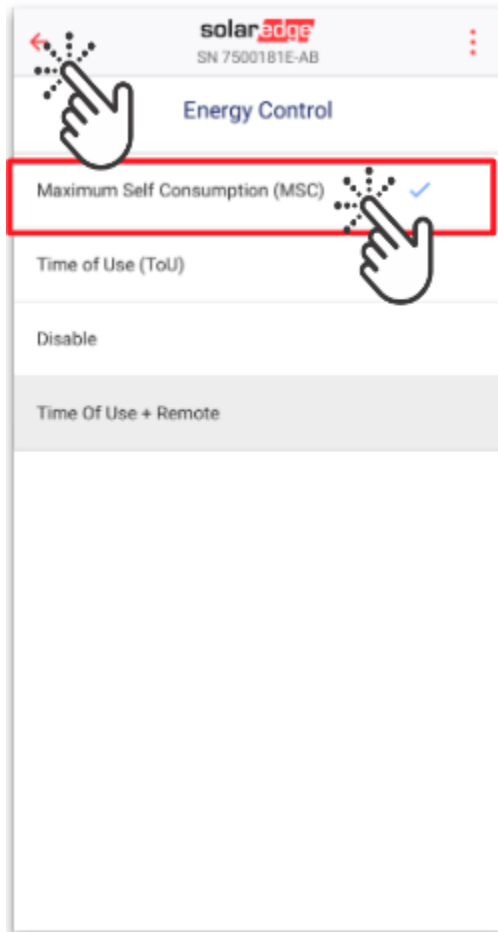 solaredge
SN 7500181E-AB
Energy Control
Maximum Self Consumption (MSC)
Time of Use (ToU)
Disable
Time Of Use + Remote